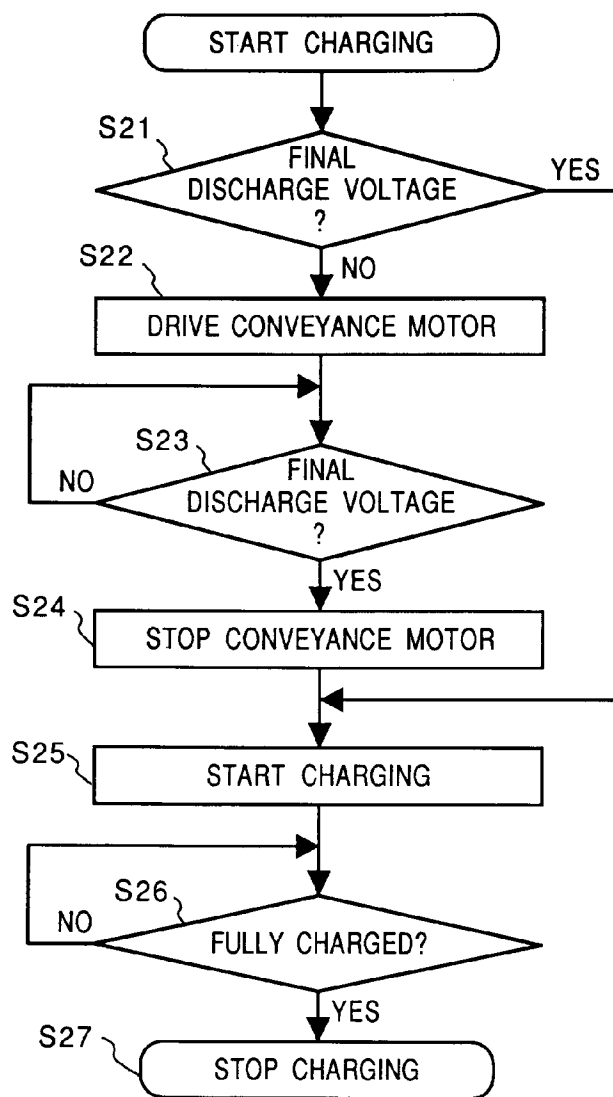 START CHARGING
S21
FINAL
DISCHARGE VOLTAGE
?
YES
NO
S22
DRIVE CONVEYANCE MOTOR
S23
FINAL
DISCHARGE VOLTAGE
?
NO
YES
S24
STOP CONVEYANCE MOTOR
S25
START CHARGING
S26
FULLY CHARGED?
NO
YES
S27
STOP CHARGING